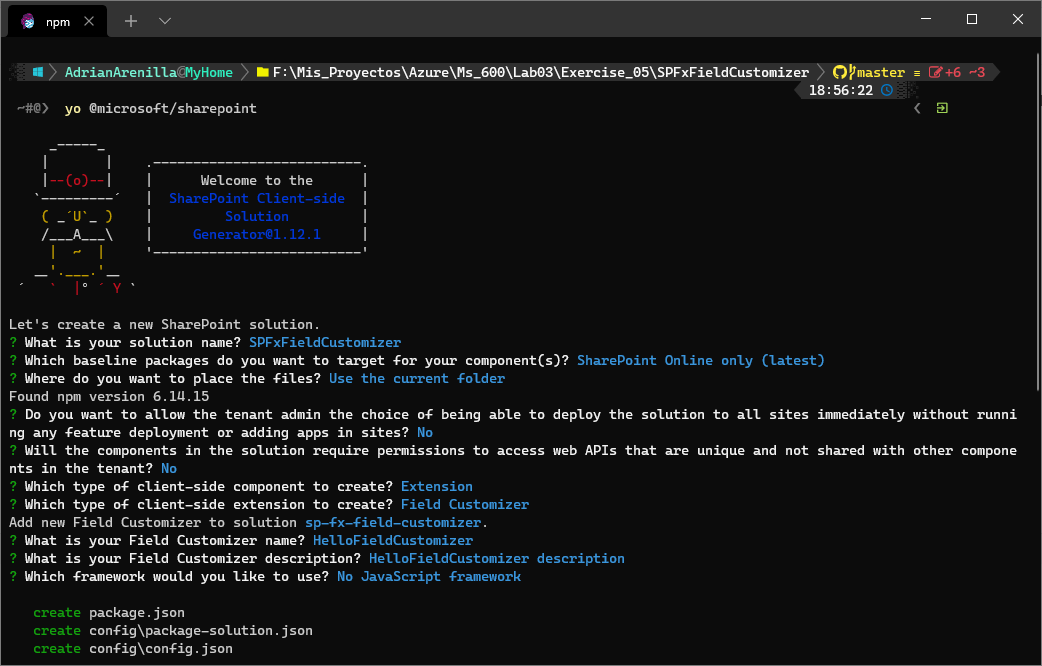 npm
AdrianArenilla@MyHome F:\Mis_Proyectos\Azure\Ms_600\Lab03\Exercise_05\SPFxFieldCustomizer master ≡ +6 ~3
18:56:22
~#@❯ yo @microsoft/sharepoint
     _-----_
    |       |    .--------------------------.
    |--(o)--|    |      Welcome to the      |
   `---------´   |  SharePoint Client-side  |
    ( _´U`_ )    |         Solution         |
    /___A___\    |     Generator@1.12.1     |
     |  ~  |     '--------------------------'
   __'.___.'__
 ´   `  |° ´ Y `
Let's create a new SharePoint solution.
? What is your solution name? SPFxFieldCustomizer
? Which baseline packages do you want to target for your component(s)? SharePoint Online only (latest)
? Where do you want to place the files? Use the current folder
Found npm version 6.14.15
? Do you want to allow the tenant admin the choice of being able to deploy the solution to all sites immediately without runni
ng any feature deployment or adding apps in sites? No
? Will the components in the solution require permissions to access web APIs that are unique and not shared with other compone
nts in the tenant? No
? Which type of client-side component to create? Extension
? Which type of client-side extension to create? Field Customizer
Add new Field Customizer to solution sp-fx-field-customizer.
? What is your Field Customizer name? HelloFieldCustomizer
? What is your Field Customizer description? HelloFieldCustomizer description
? Which framework would you like to use? No JavaScript framework
create package.json
create config\package-solution.json
create config\config.json